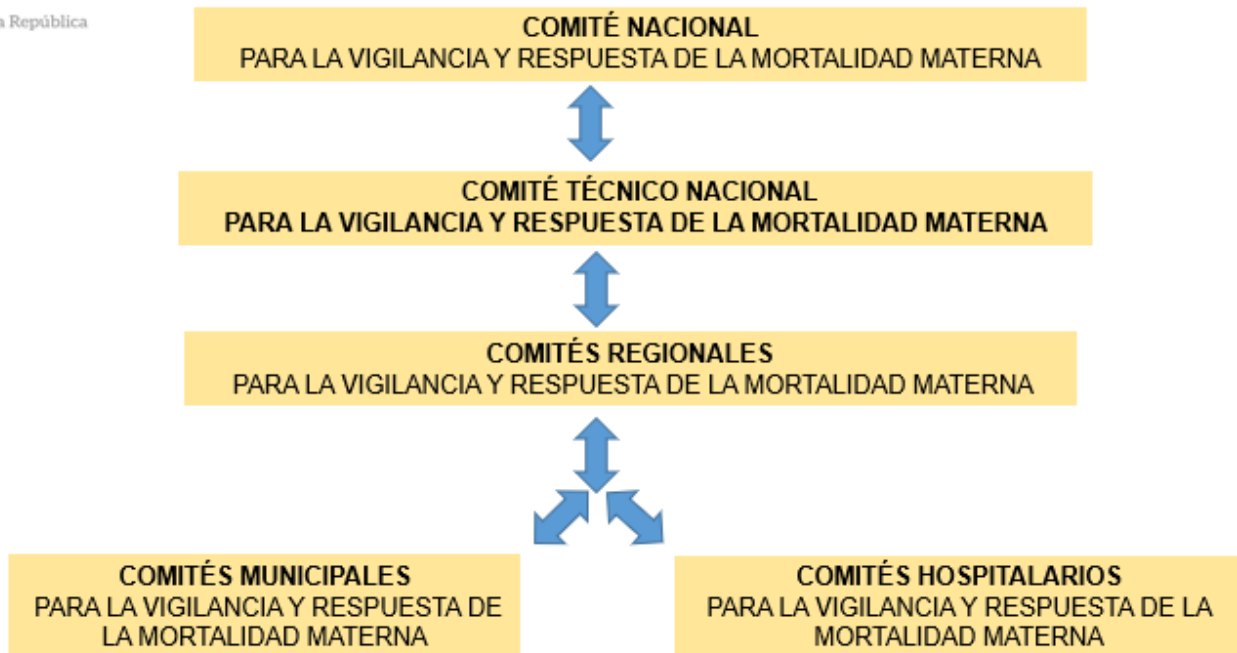 a República
COMITÉ NACIONAL
PARA LA VIGILANCIA Y RESPUESTA DE LA MORTALIDAD MATERNA
COMITÉ TÉCNICO NACIONAL
PARA LA VIGILANCIA Y RESPUESTA DE LA MORTALIDAD MATERNA
COMITÉS REGIONALES
PARA LA VIGILANCIA Y RESPUESTA DE LA MORTALIDAD MATERNA
COMITÉS MUNICIPALES
PARA LA VIGILANCIA Y RESPUESTA DE
LA MORTALIDAD MATERNA
COMITÉS HOSPITALARIOS
PARA LA VIGILANCIA Y RESPUESTA DE LA
MORTALIDAD MATERNA